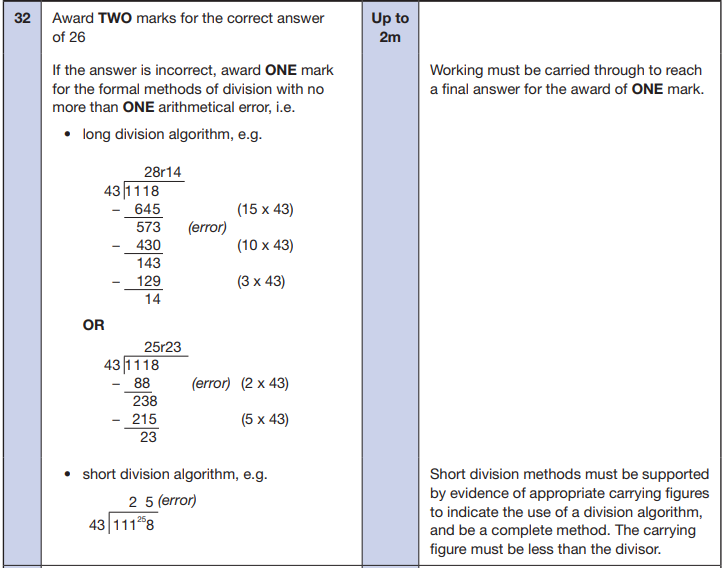 32 Award TWO marks for the correct answer of 26 Up to 2m
If the answer is incorrect, award ONE mark
for the formal methods of division with no
more than ONE arithmetical error, i.e.
Working must be carried through to reach
a final answer for the award of ONE mark.
• long division algorithm, e.g.
28r14
43 1118
– 645 (15 x 43)
573 (error)
– 430 (10 x 43)
143
– 129 (3 x 43)
14
OR
25r23
43 1118
– 88 (error) (2 x 43)
238
– 215 (5 x 43)
23
• short division algorithm, e.g.
2 5 (error)
43 111²⁵8
Short division methods must be supported
by evidence of appropriate carrying figures
to indicate the use of a division algorithm,
and be a complete method. The carrying
figure must be less than the divisor.